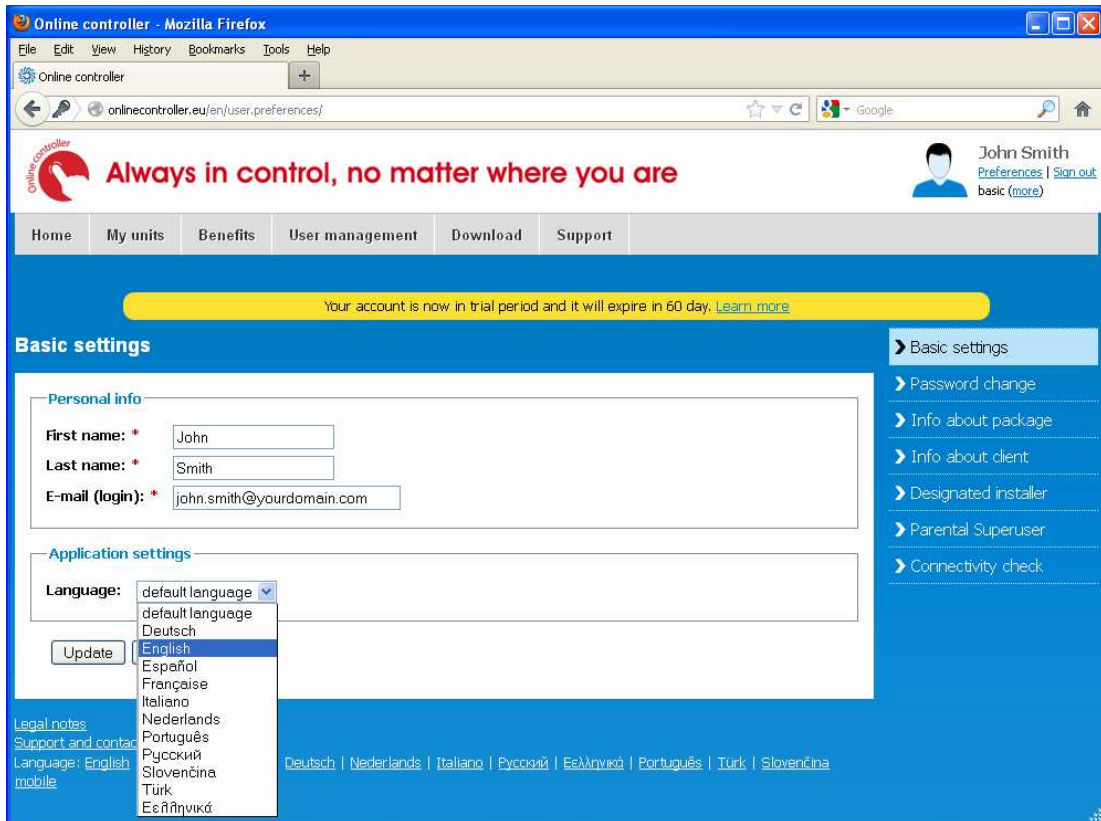 Online controller - Mozilla Firefox
File Edit View History Bookmarks Tools Help
Online controller +
onlinecontroller.eu/en/user.preferences/ Google
Online controller
Always in control, no matter where you are
John Smith
Preferences | Sign out
basic (more)
Home My units Benefits User management Download Support
Your account is now in trial period and it will expire in 60 day. Learn more
Basic settings
Personal info
First name: * John
Last name: * Smith
E-mail (login): * john.smith@yourdomain.com
Application settings
Language: default language
default language
Deutsch
English
Español
Française
Italiano
Nederlands
Português
Русский
Slovenčina
Türk
Εελληνικά
Update
Basic settings
Password change
Info about package
Info about client
Designated installer
Parental Superuser
Connectivity check
Legal notes
Support and contac
Language: English Deutsch | Nederlands | Italiano | Русский | Εελληνικά | Português | Türk | Slovenčina
mobile